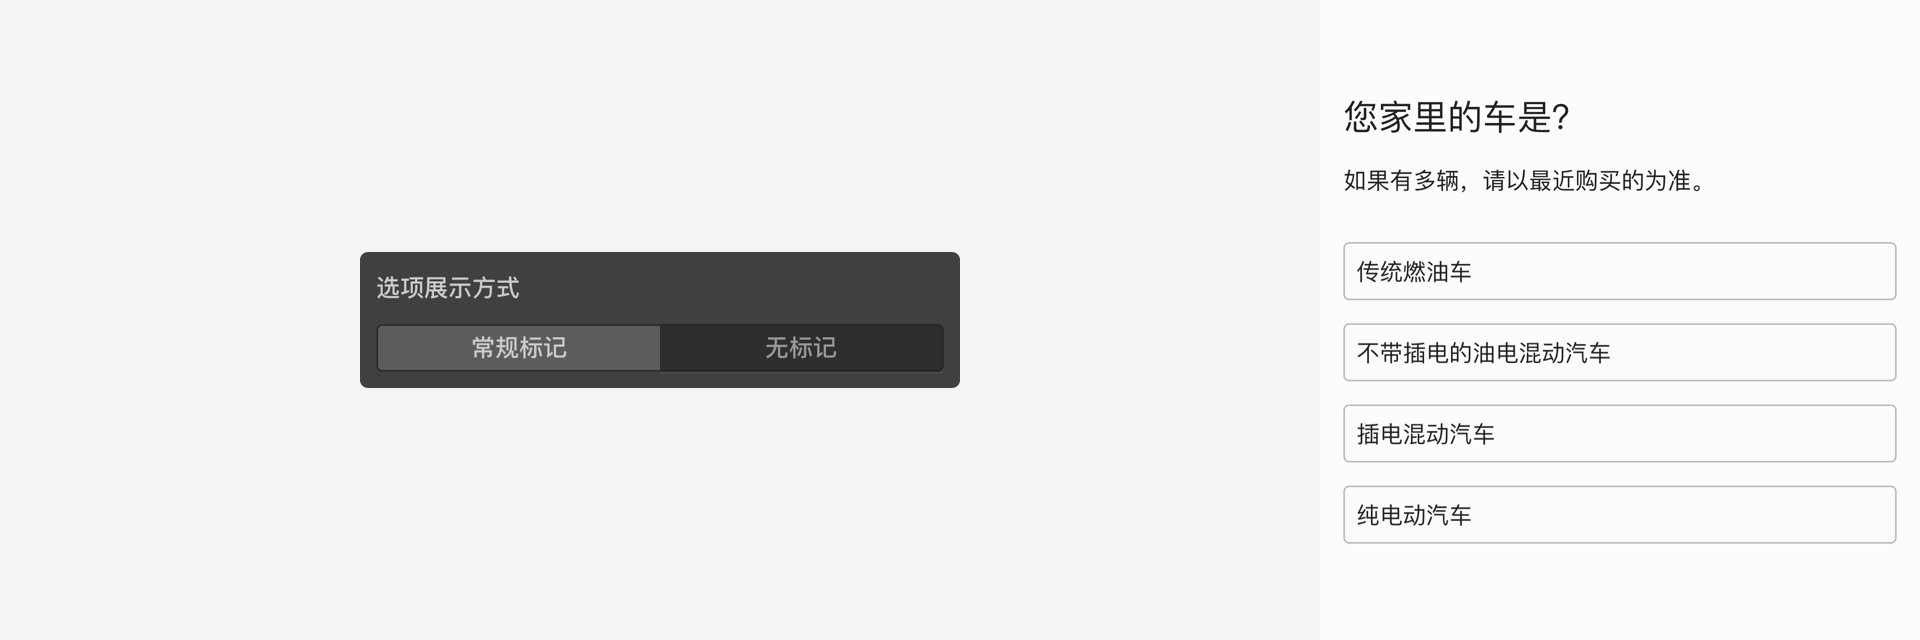 选项展示方式
常规标记
无标记
您家里的车是?
如果有多辆，请以最近购买的为准。
传统燃油车
不带插电的油电混动汽车
插电混动汽车
纯电动汽车